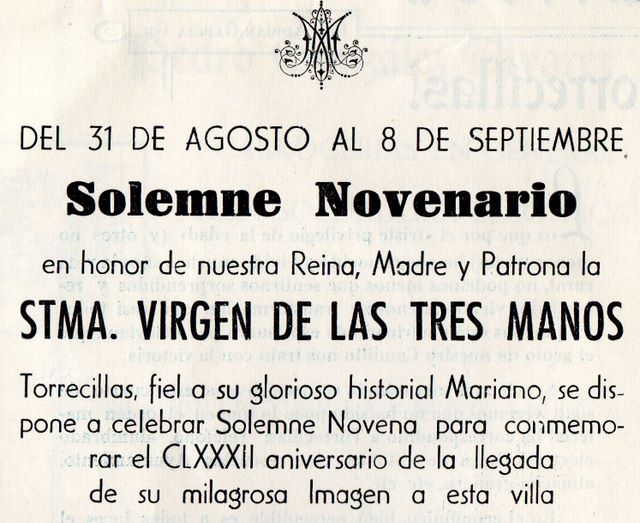 DEL 31 DE AGOSTO AL 8 DE SEPTIEMBRE
Solemne Novenario
en honor de nuestra Reina, Madre y Patrona la
STMA. VIRGEN DE LAS TRES MANOS
Torrecillas, fiel a su glorioso historial Mariano, se dis-
pone a celebrar Solemne Novena para conmemo-
rar el CLXXXII aniversario de la llegada
de su milagrosa Imagen a esta villa